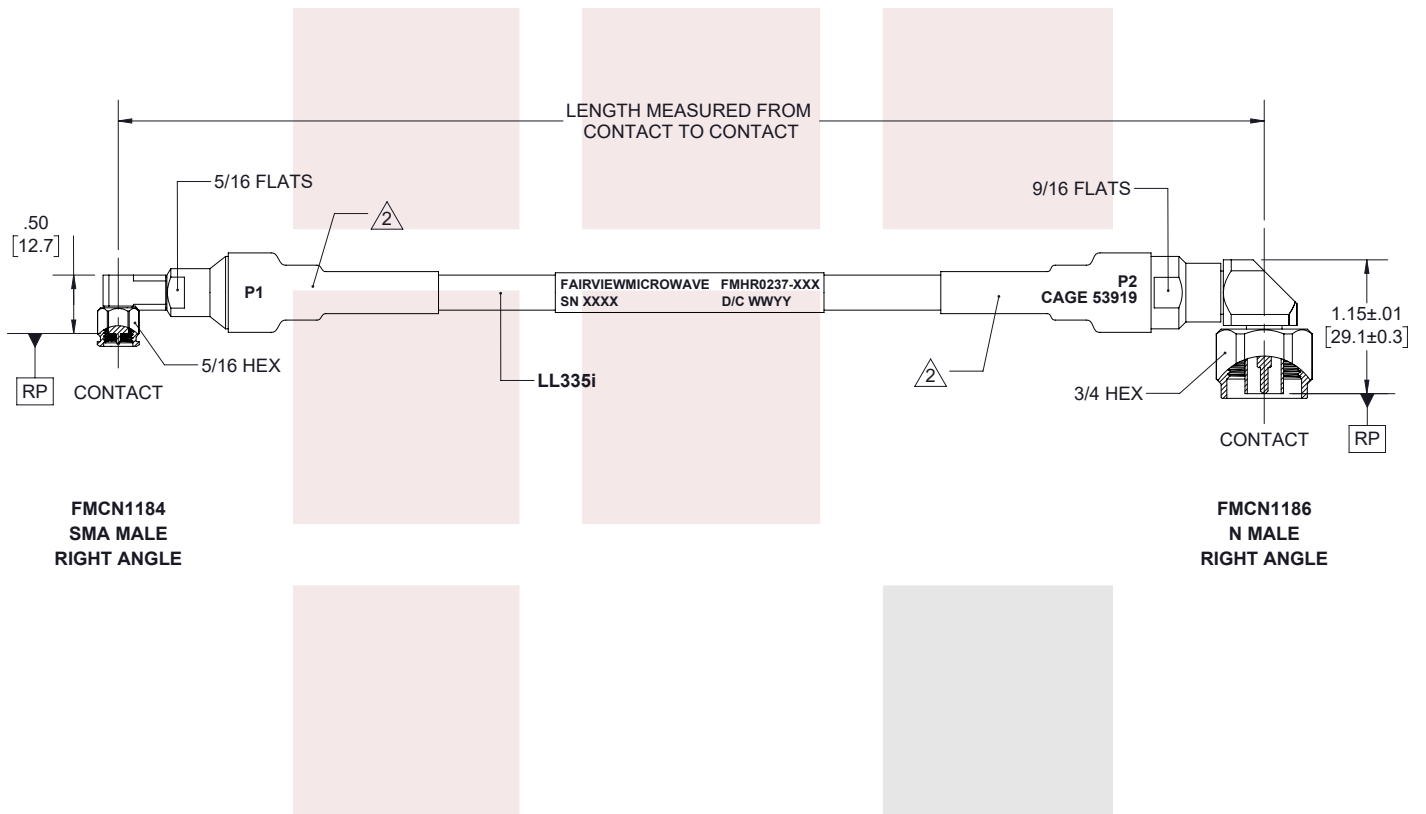 LENGTH MEASURED FROM
CONTACT TO CONTACT
5/16 FLATS
9/16 FLATS
.50
[12.7]
2
P1
FAIRVIEWMICROWAVE FMHR0237-XXX
SN XXXX D/C WWYY
P2
CAGE 53919
1.15±.01
[29.1±0.3]
5/16 HEX
LL335i
2
3/4 HEX
RP
CONTACT
CONTACT
RP
FMCN1184
SMA MALE
RIGHT ANGLE
FMCN1186
N MALE
RIGHT ANGLE